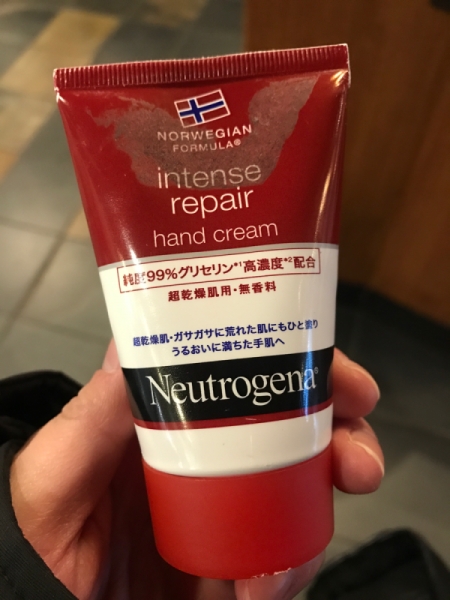 NORWEGIAN
FORMULA®
intense
repair
hand cream
純度99%グリセリン*1高濃度*2配合
超乾燥肌用・無香料
超乾燥肌・ガサガサに荒れた肌にもひと塗り
うるおいに満ちた手肌へ
Neutrogena®